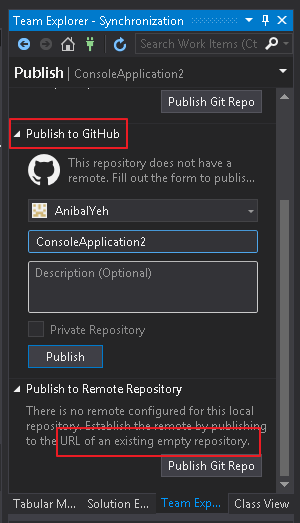 Team Explorer - Synchronization
Search Work Items (Ct
Publish | ConsoleApplication2
Publish Git Repo
Publish to GitHub
This repository does not have a
remote. Fill out the form to publis...
AnibalYeh
ConsoleApplication2
Description (Optional)
Private Repository
Publish
Publish to Remote Repository
There is no remote configured for this local
repository. Establish the remote by publishing
to the URL of an existing empty repository.
Publish Git Repo
Tabular M... Solution E... Team Exp... Class View